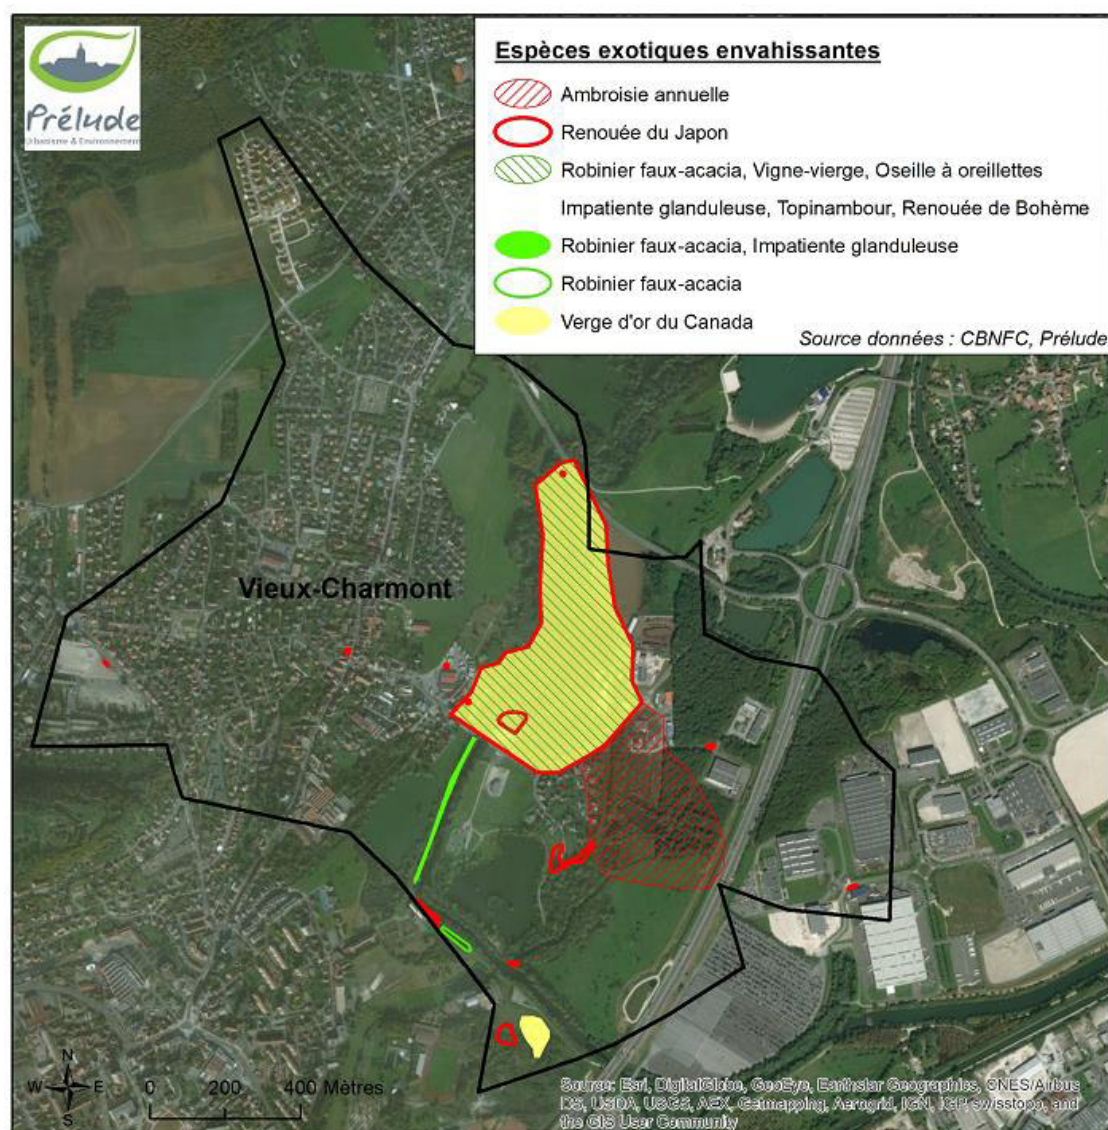 Prélude
Urbanisme & Environnement
Espèces exotiques envahissantes
Ambroisie annuelle
Renouée du Japon
Robinier faux-acacia, Vigne-vierge, Oseille à oreillettes
Impatiente glanduleuse, Topinambour, Renouée de Bohème
Robinier faux-acacia, Impatiente glanduleuse
Robinier faux-acacia
Verge d'or du Canada
Source données : CBNFC, Prélude
Vieux-Charmont
N
W E
S
0 200 400 Mètres
Source: Esri, DigitalGlobe, GeoEye, Earthstar Geographics, CNES/Airbus
DS, USDA, USGS, AEX, Getmapping, Aerogrid, IGN, IGP, swisstopo, and
the GIS User Community